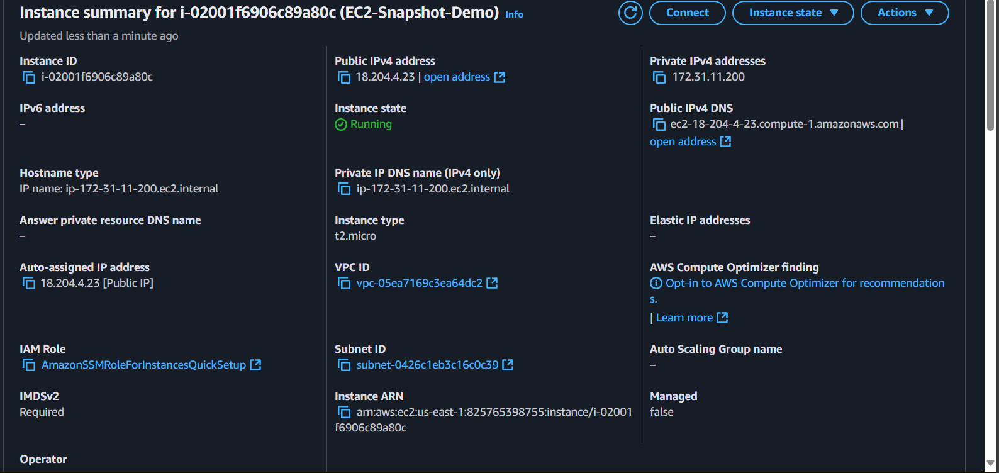 Instance summary for i-02001f6906c89a80c (EC2-Snapshot-Demo) Info
Connect
Instance state
Actions
Updated less than a minute ago
Instance ID
i-02001f6906c89a80c
Public IPv4 address
18.204.4.23 | open address
Private IPv4 addresses
172.31.11.200
IPv6 address
–
Instance state
Running
Public IPv4 DNS
ec2-18-204-4-23.compute-1.amazonaws.com |
open address
Hostname type
IP name: ip-172-31-11-200.ec2.internal
Private IP DNS name (IPv4 only)
ip-172-31-11-200.ec2.internal
Answer private resource DNS name
–
Instance type
t2.micro
Elastic IP addresses
–
Auto-assigned IP address
18.204.4.23 [Public IP]
VPC ID
vpc-05ea7169c3ea64dc2
AWS Compute Optimizer finding
Opt-in to AWS Compute Optimizer for recommendation
s.
| Learn more
IAM Role
AmazonSSMRoleForInstancesQuickSetup
Subnet ID
subnet-0426c1eb3c16c0c39
Auto Scaling Group name
–
IMDSv2
Required
Instance ARN
arn:aws:ec2:us-east-1:825765398755:instance/i-02001
f6906c89a80c
Managed
false
Operator